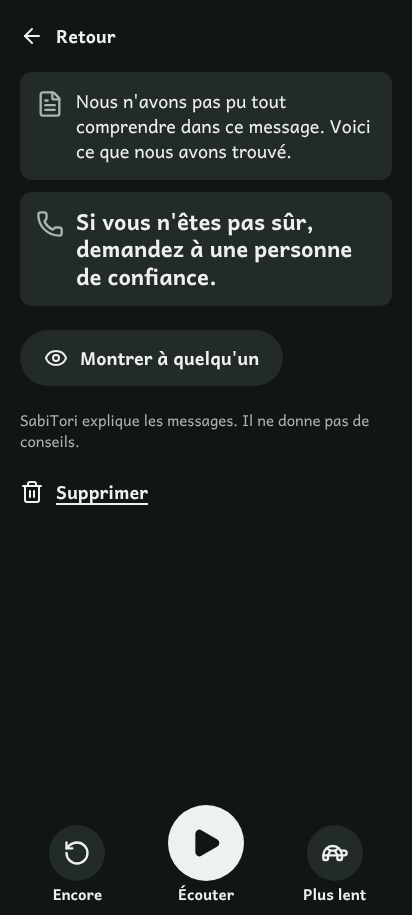 Retour
Nous n'avons pas pu tout
comprendre dans ce message. Voici
ce que nous avons trouvé.
Si vous n'êtes pas sûr,
demandez à une personne
de confiance.
Montrer à quelqu'un
SabiTori explique les messages. Il ne donne pas de
conseils.
Supprimer
Encore
Écouter
Plus lent